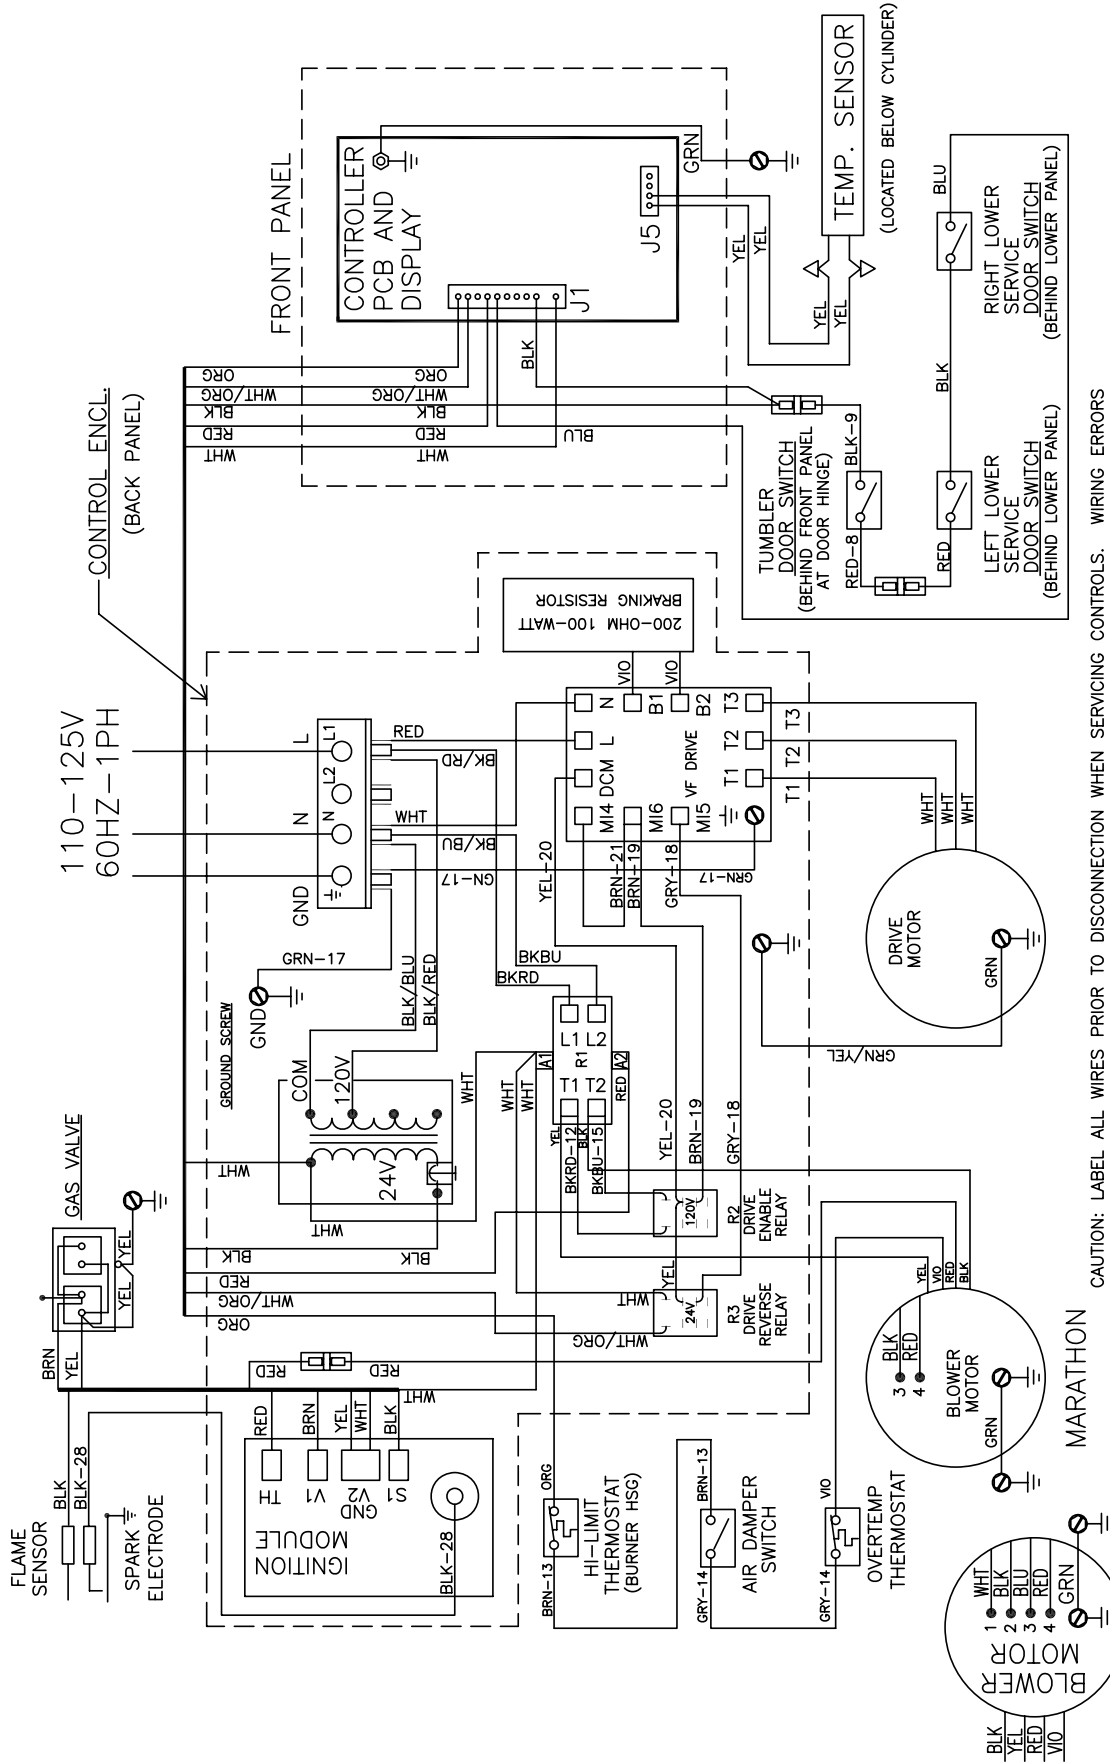 110-125V
60HZ-1PH
CONTROL ENCL.
(BACK PANEL)
FRONT PANEL
CONTROLLER
PCB AND
DISPLAY
J1
J5
GRN
ORG
WHT/ORG
BLK
RED
WHT
ORG
WHT/ORG
BLK
RED
WHT
BLK
BLU
YEL
YEL
YEL
YEL
TEMP. SENSOR
(LOCATED BELOW CYLINDER)
TUMBLER
DOOR SWITCH
(BEHIND FRONT PANEL
AT DOOR HINGE)
RED-8
BLK-9
RED
BLK
BLU
LEFT LOWER
SERVICE
DOOR SWITCH
(BEHIND LOWER PANEL)
RIGHT LOWER
SERVICE
DOOR SWITCH
(BEHIND LOWER PANEL)
GND
N
L
N
L2
L1
RED
BK/RD
WHT
BK/BU
GN-17
GRN-17
GND
GROUND SCREW
BLK/BLU
BLK/RED
COM
120V
24V
WHT
WHT
WHT
BLK
BLK
RED
WHT/ORG
ORG
200-OHM 100-WATT
BRAKING RESISTOR
VIO
VIO
MI4
DCM
L
N
MI6
B1
MI5
VF DRIVE
B2
T1
T2
T3
T1
T2
T3
YEL-20
BRN-21
BRN-19
GRY-18
GRN-17
BKBU
BKRD
L1
L2
R1
A1
A2
T1
T2
RED
WHT
WHT
YEL
BKRD-12
BLK
BKBU-15
YEL-20
BRN-19
GRY-18
120V
R2
DRIVE
ENABLE
RELAY
YEL
24V
R3
DRIVE
REVERSE
RELAY
WHT
WHT/ORG
WHT
WHT
WHT
DRIVE
MOTOR
GRN
GRN/YEL
GAS VALVE
BRN
YEL
YEL
YEL
FLAME
SENSOR
SPARK
ELECTRODE
BLK
BLK-28
RED
RED
WHT
RED
BRN
YEL
WHT
BLK
TH
V1
V2
GND
S1
IGNITION
MODULE
BLK-28
BRN-13
ORG
HI-LIMIT
THERMOSTAT
(BURNER HSG)
GRY-14
BRN-13
AIR DAMPER
SWITCH
GRY-14
VIO
OVERTEMP
THERMOSTAT
YEL
VIO
RED
BLK
3
BLK
4
RED
BLOWER
MOTOR
GRN
MARATHON
1
WHT
2
BLK
3
BLU
4
RED
GRN
BLOWER
MOTOR
BLK
YEL
RED
VIO
CAUTION: LABEL ALL WIRES PRIOR TO DISCONNECTION WHEN SERVICING CONTROLS. WIRING ERRORS